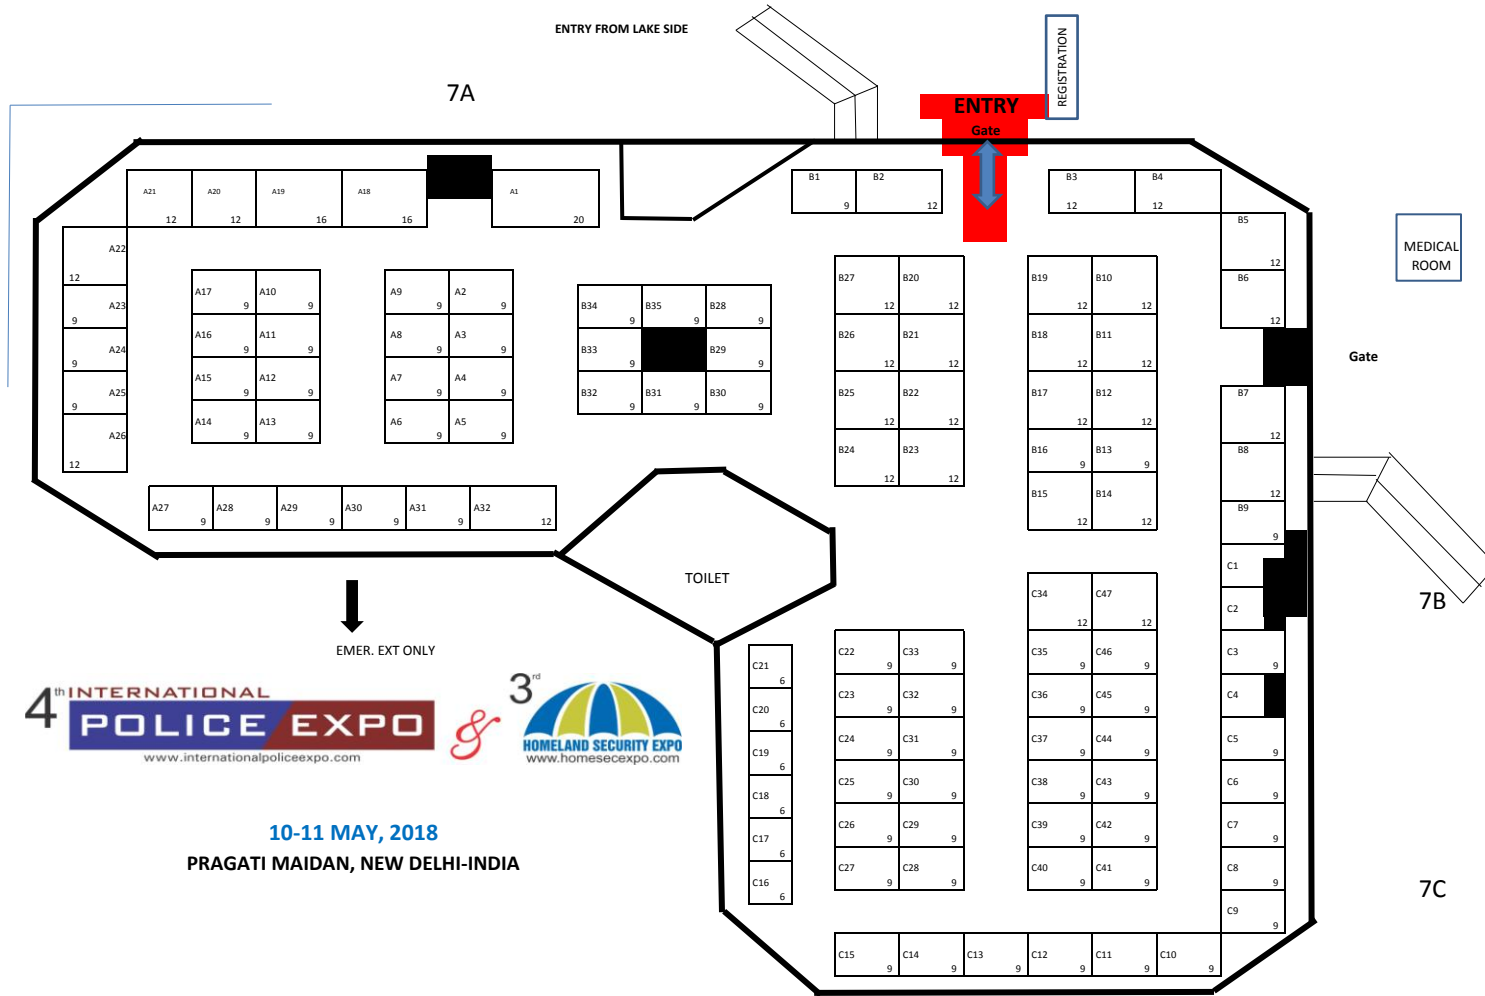 ENTRY FROM LAKE SIDE
REGISTRATION
7A
ENTRY
Gate
A21 12 A20 12 A19 16 A18 16 A1 20
B1 9 B2 12 B3 12 B4 12
B5 12
B6 12
MEDICAL
ROOM
Gate
A22 12
A23 9
A24 9
A25 9
A26 12
A17 9 A10 9
A16 9 A11 9
A15 9 A12 9
A14 9 A13 9
A9 9 A2 9
A8 9 A3 9
A7 9 A4 9
A6 9 A5 9
B34 9 B35 9 B28 9
B33 9 B29 9
B32 9 B31 9 B30 9
B27 12 B20 12
B26 12 B21 12
B25 12 B22 12
B24 12 B23 12
B19 12 B10 12
B18 12 B11 12
B17 12 B12 12
B16 9 B13 9
B15 12 B14 12
B7 12
B8 12
B9 9
A27 9 A28 9 A29 9 A30 9 A31 9 A32 12
TOILET
EMER. EXT ONLY
C1
C2
C3 9
C4
C5 9
C6 9
C7 9
C8 9
C9 9
7B
C34 12 C47 12
C35 9 C46 9
C36 9 C45 9
C37 9 C44 9
C38 9 C43 9
C39 9 C42 9
C40 9 C41 9
C22 9 C33 9
C23 9 C32 9
C24 9 C31 9
C25 9 C30 9
C26 9 C29 9
C27 9 C28 9
C21 6
C20 6
C19 6
C18 6
C17 6
C16 6
C15 9 C14 9 C13 9 C12 9 C11 9 C10 9
7C
4th INTERNATIONAL
POLICE EXPO
www.internationalpoliceexpo.com
&
3rd
HOMELAND SECURITY EXPO
www.homesecexpo.com
10-11 MAY, 2018
PRAGATI MAIDAN, NEW DELHI-INDIA